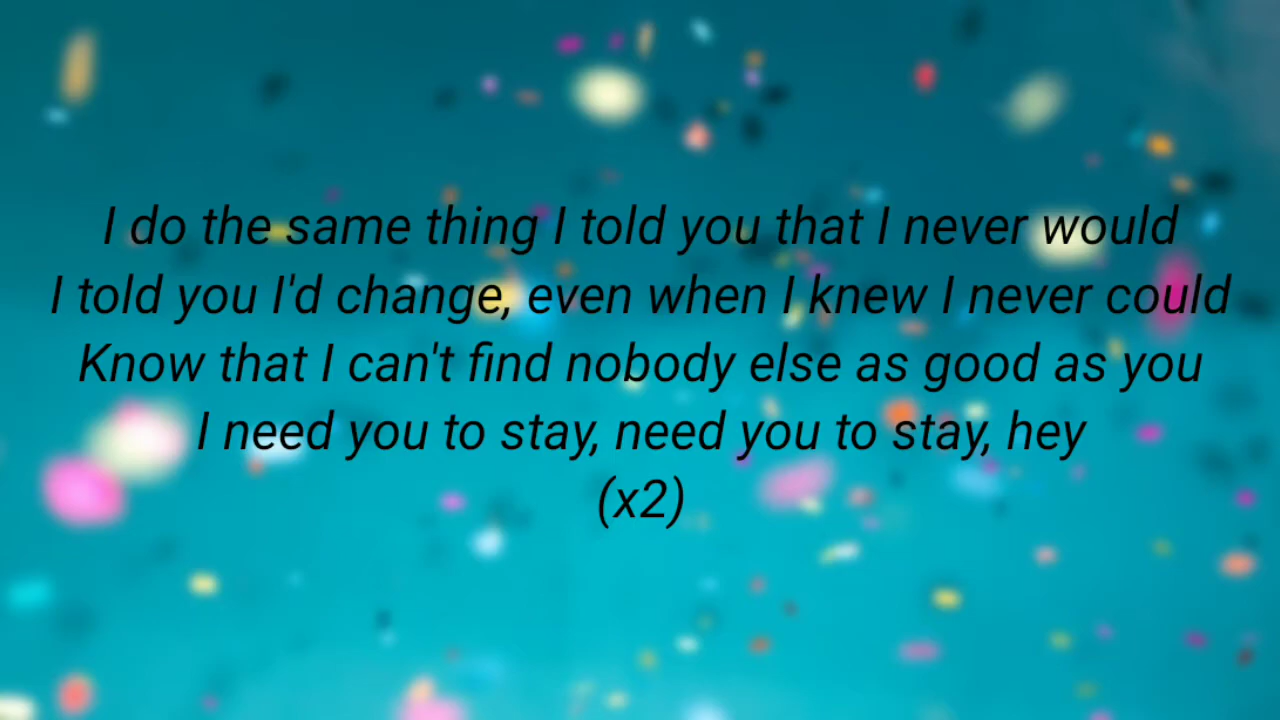 I do the same thing I told you that I never would
I told you I'd change, even when I knew I never could
Know that I can't find nobody else as good as you
I need you to stay, need you to stay, hey
(x2)